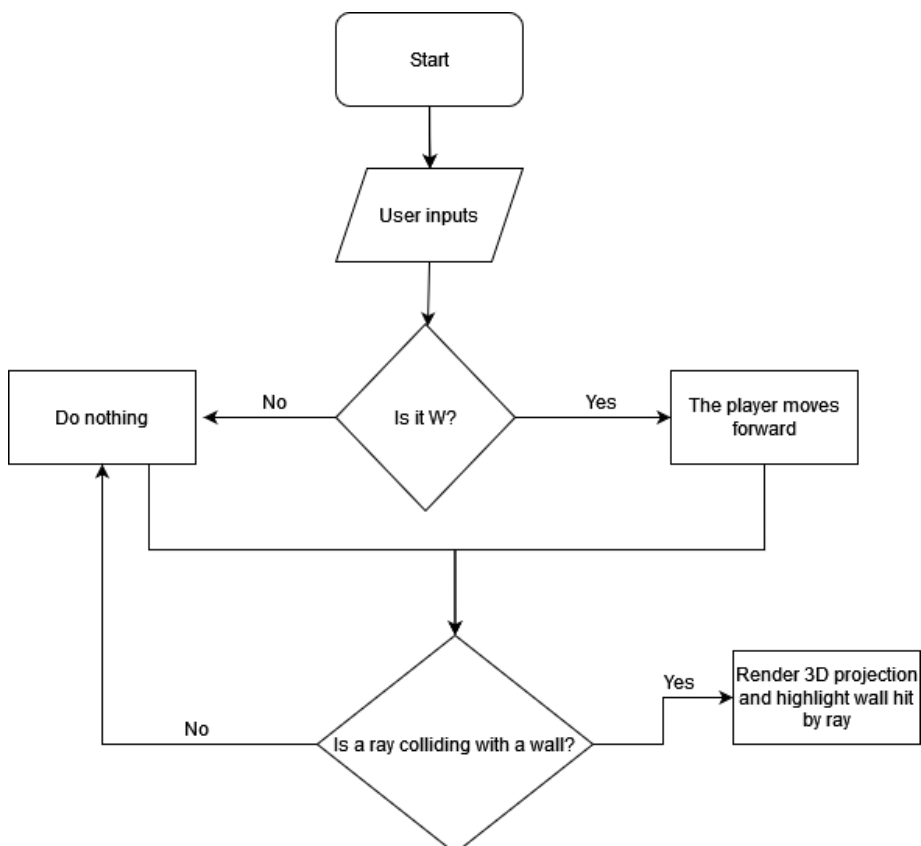 Start
User inputs
Is it W?
No
Yes
Do nothing
The player moves
forward
Is a ray colliding with a wall?
No
Yes
Render 3D projection
and highlight wall hit
by ray